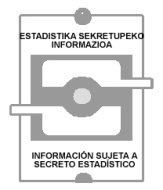 ESTADISTIKA SEKRETUPEKO
INFORMAZIOA
INFORMACIÓN SUJETA A
SECRETO ESTADÍSTICO